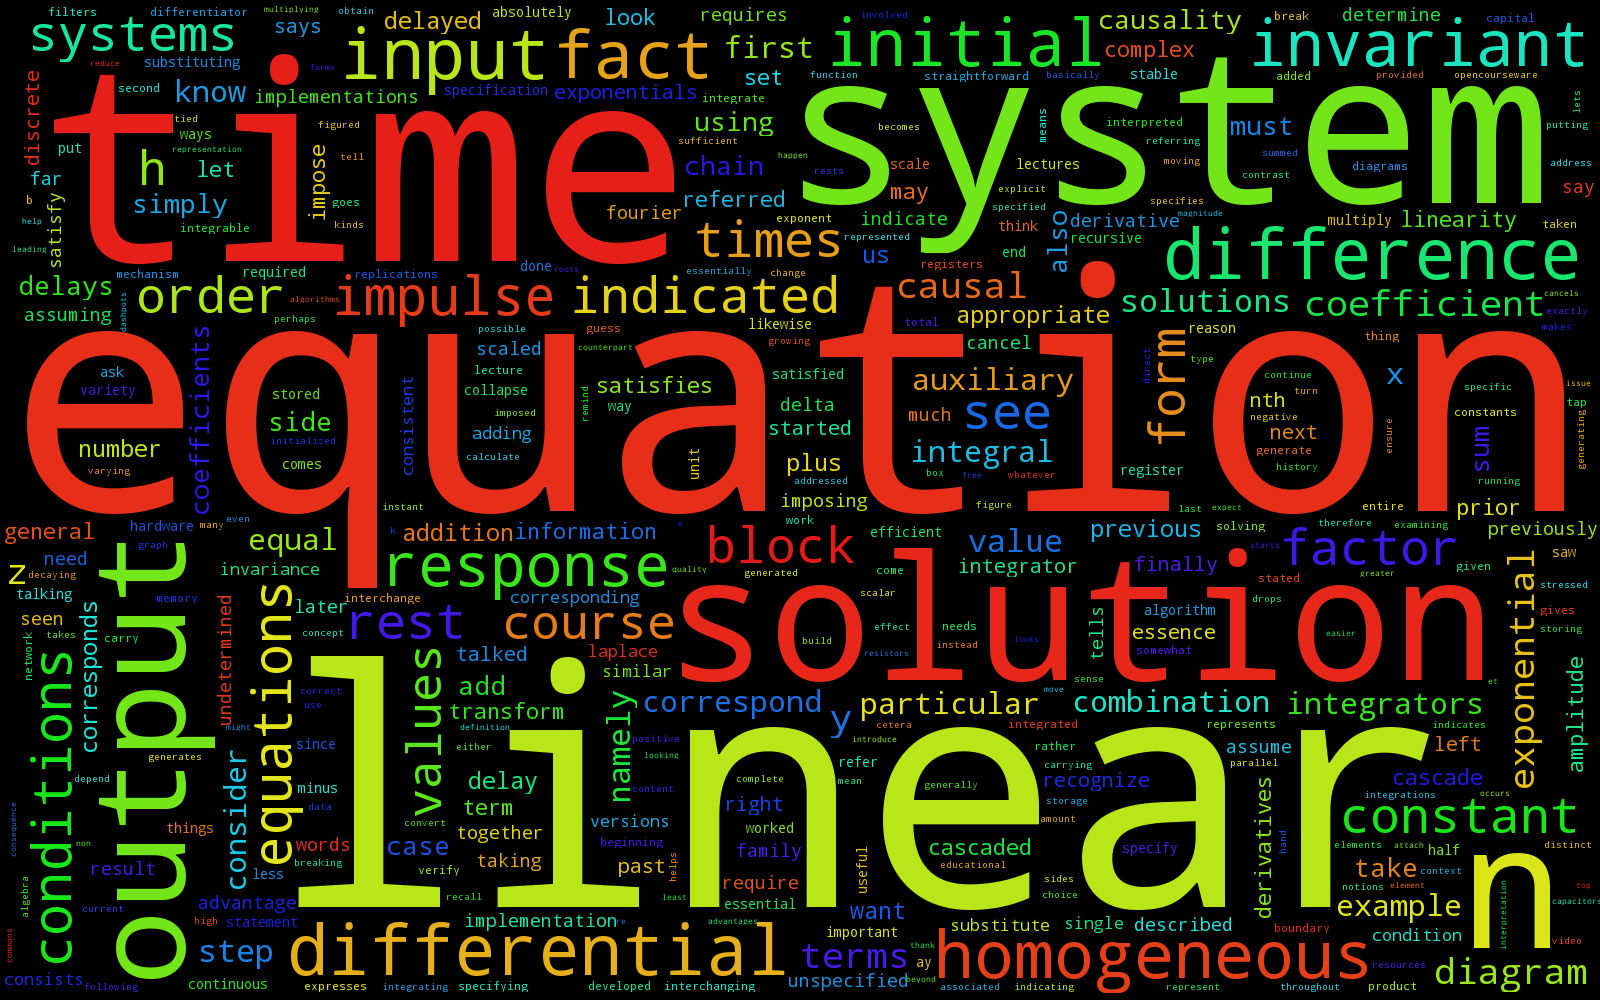 filters differentiator multiplying obtain absolutely requires involved break determine capital
systems says delayed look causality
input fact first initial complex invariant
reduce substituting forms set function straightforward basically stable added provided opencourseware
time system
discrete second know implementations specification exponentials integrate means lets
tied figured using becomes interpreted must putting
put ways representation tell sufficient referring summed
h let impose chain happen scale lectures moving diagrams address
far rests contrast
b simply satisfy kinds goes referred may explicit specified specifies say
help integrable fourier exponent indicate think also derivative magnitude multiply linearity taken
leading times represented us end recursive difference
mechanism required replications done roots essentially change registers
delays order algorithms impulse indicated causal solutions coefficient cancels
assuming dashpots perhaps likewise total appropriate exactly
equation
coefficients possible guess growing cancel form reason thing makes
ask scaled counterpart direct type issue
variety stored lecture collapse satisfies satisfied auxiliary x continue specific
side consistent imposed remind way delta much see nth turn constants tap
number initialized adding started negative next sum generating
varying comes calculate unit plus integral generate ensure history running
addressed box free whatever register
instant imposing figure last entire prior
general hardware many even k addition information p work efficient value previous solving expect therefore examining previously
need graph equal response block integrator finally starts factor saw
z decaying invariance quality generated come stated greater given
talking memory interchange corresponding scalar drops stressed
seen output undetermined later rest course solution algorithm exponential gives
network takes carry corresponds concept effect needs tells essence storing
conditions equations talked laplace build instead looks somewhat easier
linear
values similar resistors sense et
correct add namely correspond particular move combination integrators amplitude
use transform y cetera integrated represents indicates
might definition positive introduce rather assume left
generates consider since either looking refer carrying parallel
depend minus delay complete mean generally recognize derivatives cascade
data term content right storage integrations occurs
consequence things convert versions amount constant n
non together beginning worked hand
result words case family cascaded specify elements attach half distinct
algebra less breaking verify taking past helps useful educational sides take context
current advantage recall least require choice notions element top
high statement implementation re essential want substitute single described example interpretation capacitors
commons step differential advantages important boundary condition video
terms thank ay homogeneous resources
consists following continuous expresses integrating specifying developed interchanging unspecified beyond associated indicating represent throughout product diagram